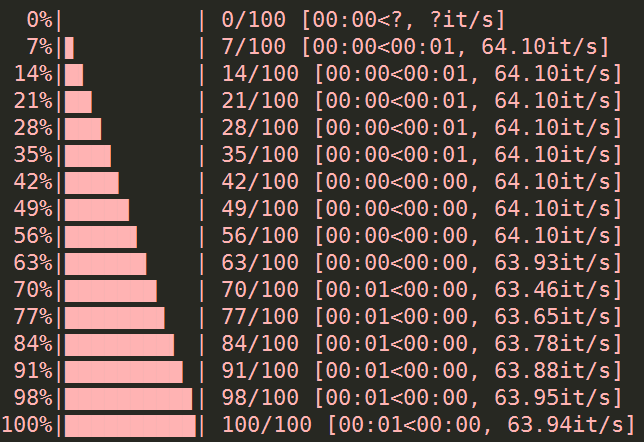 0%| | 0/100 [00:00<?, ?it/s]
7%|█ | 7/100 [00:00<00:01, 64.10it/s]
14%|██ | 14/100 [00:00<00:01, 64.10it/s]
21%|███ | 21/100 [00:00<00:01, 64.10it/s]
28%|████ | 28/100 [00:00<00:01, 64.10it/s]
35%|█████ | 35/100 [00:00<00:01, 64.10it/s]
42%|██████ | 42/100 [00:00<00:00, 64.10it/s]
49%|███████ | 49/100 [00:00<00:00, 64.10it/s]
56%|████████ | 56/100 [00:00<00:00, 64.10it/s]
63%|█████████ | 63/100 [00:00<00:00, 63.93it/s]
70%|██████████ | 70/100 [00:01<00:00, 63.46it/s]
77%|███████████ | 77/100 [00:01<00:00, 63.65it/s]
84%|████████████ | 84/100 [00:01<00:00, 63.78it/s]
91%|█████████████ | 91/100 [00:01<00:00, 63.88it/s]
98%|██████████████| 98/100 [00:01<00:00, 63.95it/s]
100%|██████████████| 100/100 [00:01<00:00, 63.94it/s]